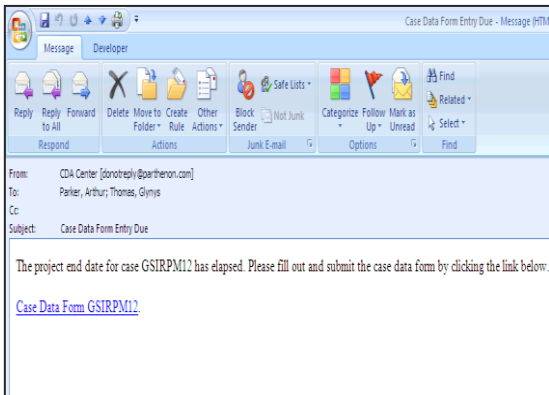 Case Data Form Entry Due - Message (HTM
Message Developer
Reply Reply to All Forward
Delete Move to Folder Create Rule Other Actions
Block Sender Safe Lists Not Junk
Categorize Follow Up Mark as Unread
Find Related Select
Respond Actions Junk E-mail Options Find
From: CDA Center [donotreply@parthenon.com]
To: Parker, Arthur; Thomas, Glynys
Cc:
Subject: Case Data Form Entry Due
The project end date for case GSIRPM12 has elapsed. Please fill out and submit the case data form by clicking the link below.
Case Data Form GSIRPM12.